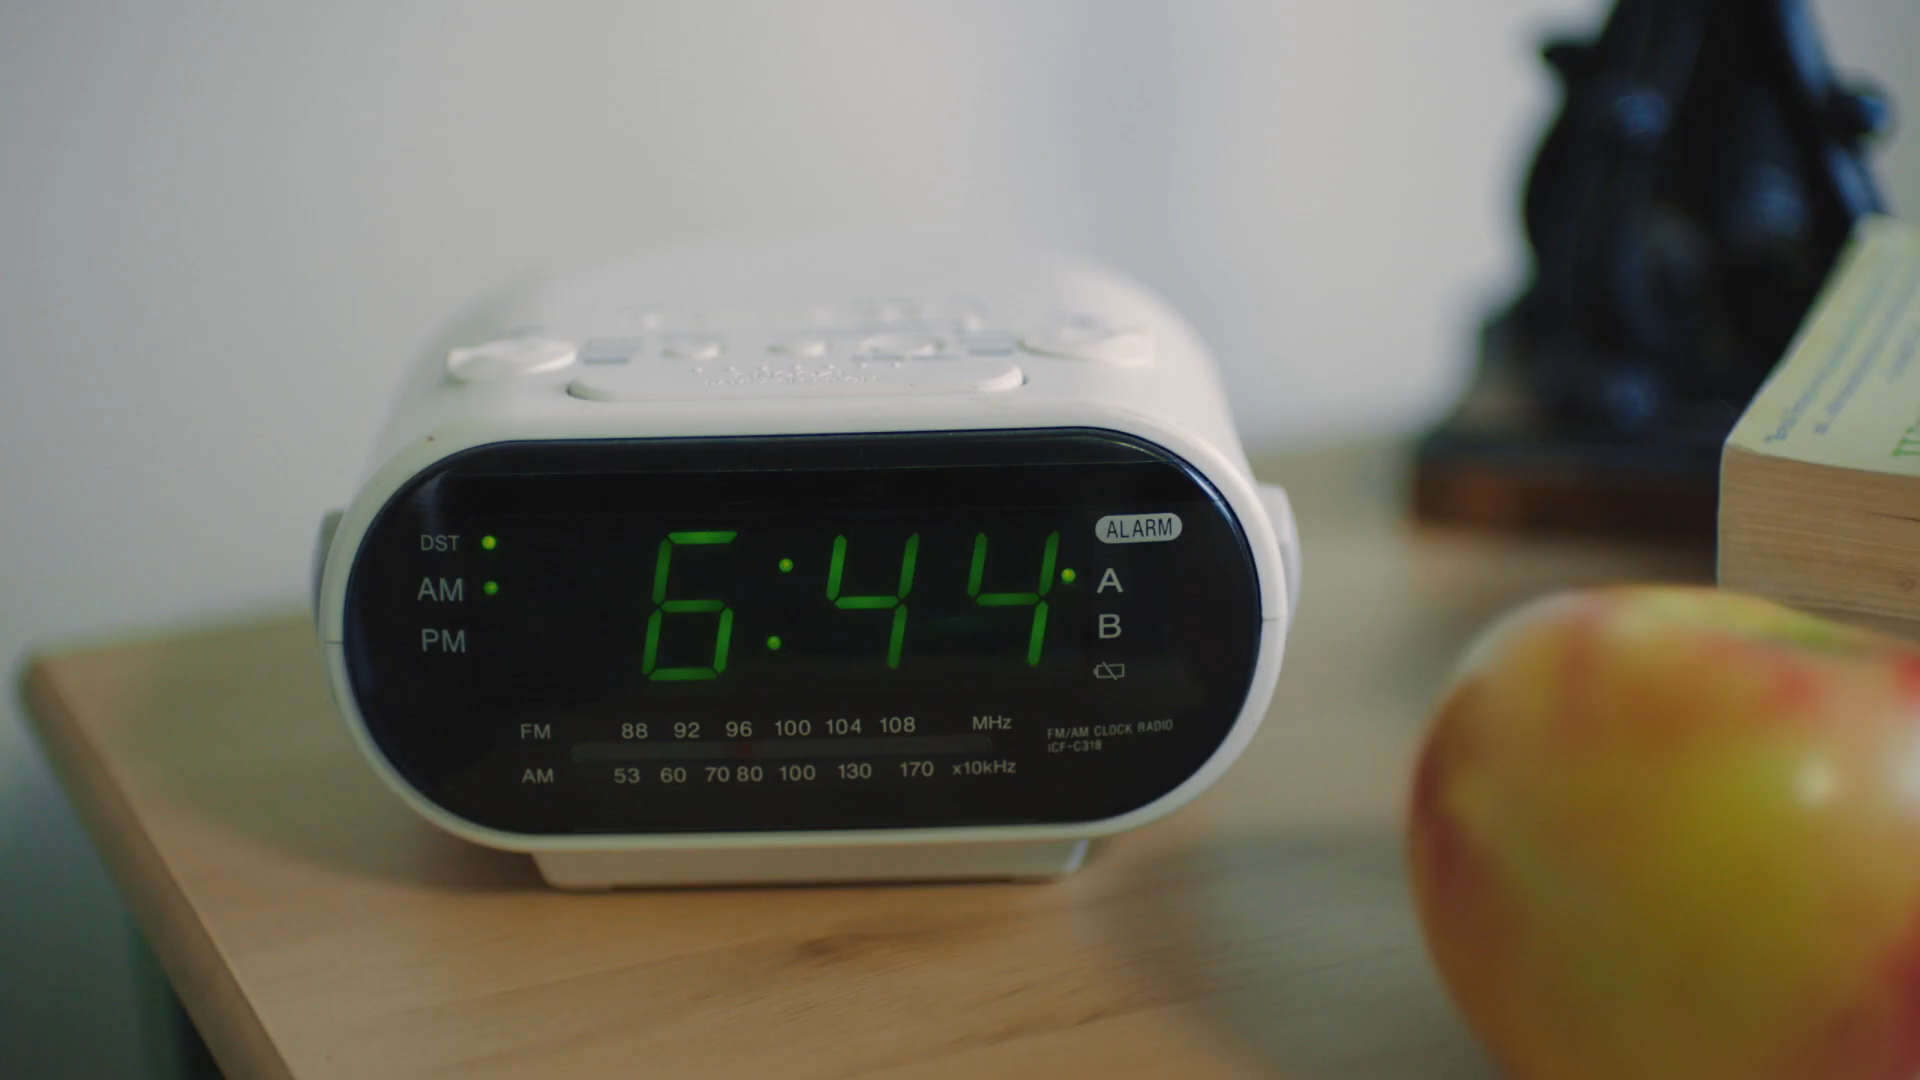 ALARM
DST
AM
PM
6:44
A
B
FM 88 92 96 100 104 108 MHz
AM 53 60 70 80 100 130 170 x10kHz
FM/AM CLOCK RADIO
ICF-C318